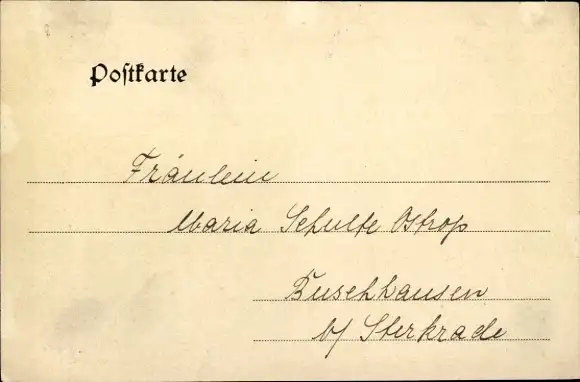 Postkarte
Fräulein
Maria Schulte Ostrop
Buschhausen
b/ Sterkrade